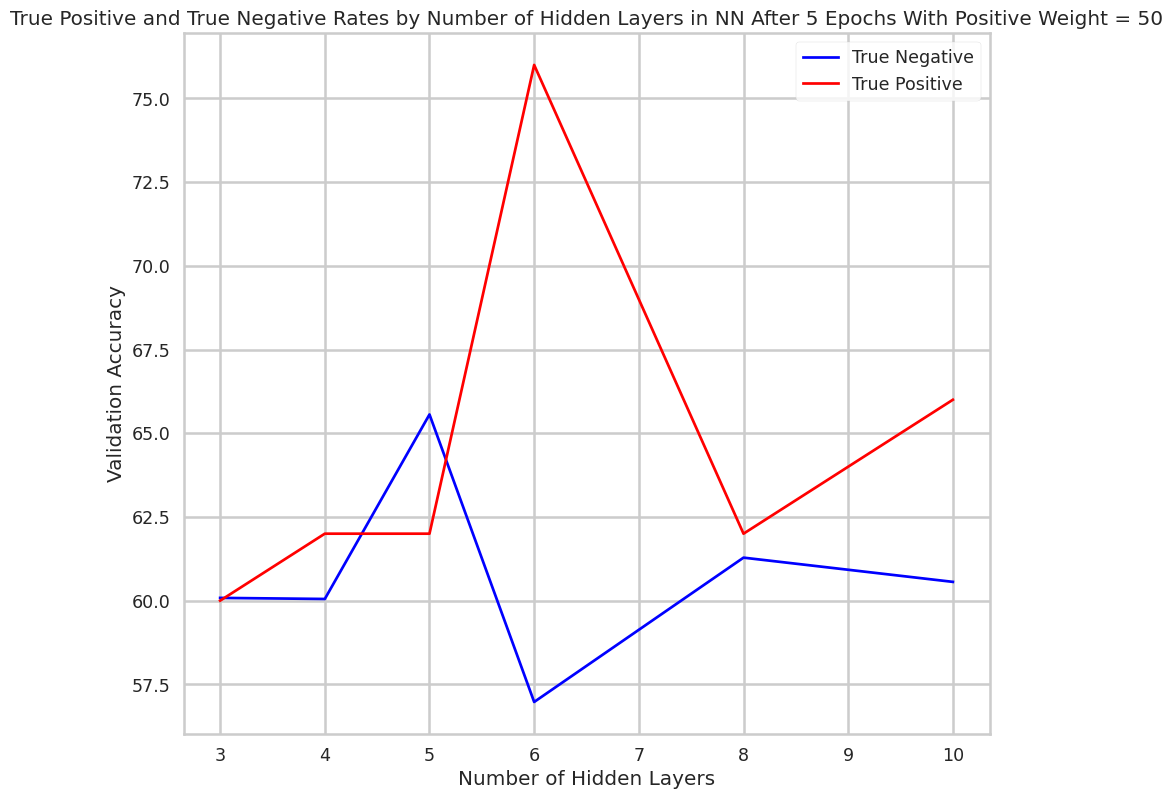 True Positive and True Negative Rates by Number of Hidden Layers in NN After 5 Epochs With Positive Weight = 50
True Negative
True Positive
Validation Accuracy
75.0
72.5
70.0
67.5
65.0
62.5
60.0
57.5
3 4 5 6 7 8 9 10
Number of Hidden Layers